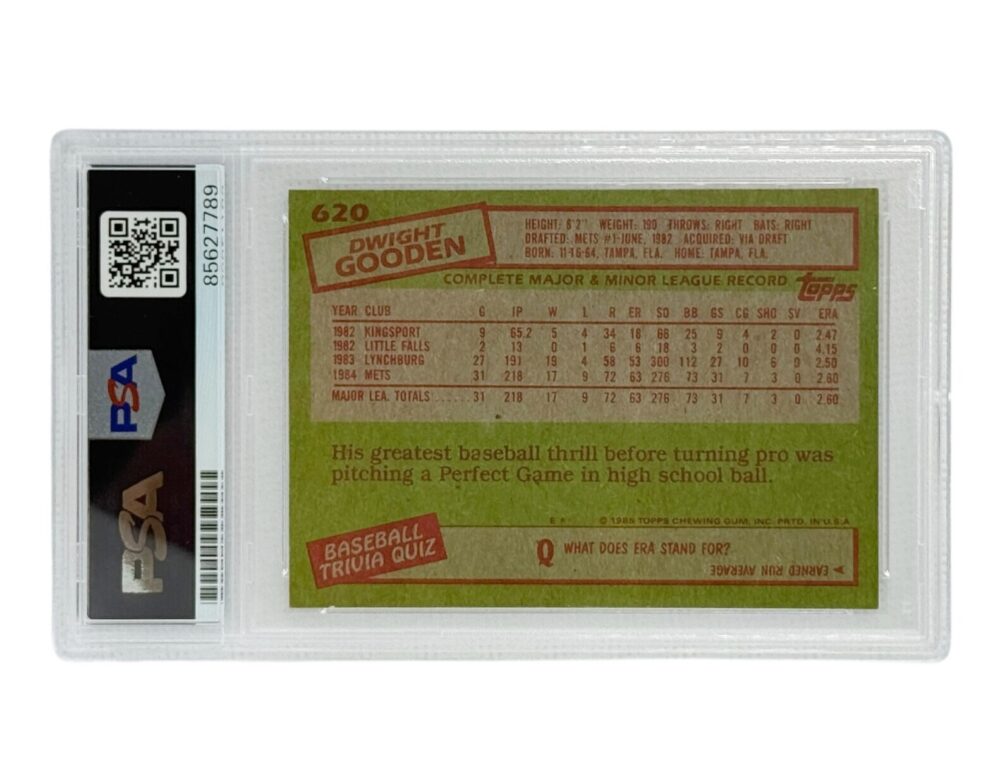 85627789
PSA
PSA
620
DWIGHT
GOODEN
HEIGHT: 6'2" WEIGHT: 190 THROWS: RIGHT BATS: RIGHT
DRAFTED: METS #1-JUNE, 1982 ACQUIRED: VIA DRAFT
BORN: 11-16-64, TAMPA, FLA. HOME: TAMPA, FLA.
COMPLETE MAJOR & MINOR LEAGUE RECORD topps
YEAR CLUB G IP W L R ER SO BB GS CG SHO SV ERA
1982 KINGSPORT 9 65.2 5 4 34 18 66 25 9 4 2 0 2.47
1982 LITTLE FALLS 2 13 0 1 6 6 18 3 2 0 0 0 4.15
1983 LYNCHBURG 27 191 19 4 58 53 300 112 27 10 6 0 2.50
1984 METS 31 218 17 9 72 63 276 73 31 7 3 0 2.60
MAJOR LEA. TOTALS ..... 31 218 17 9 72 63 276 73 31 7 3 0 2.60
His greatest baseball thrill before turning pro was
pitching a Perfect Game in high school ball.
© 1985 TOPPS CHEWING GUM, INC. PRTD. IN U.S.A
BASEBALL
TRIVIA QUIZ
Q WHAT DOES ERA STAND FOR?
EARNED RUN AVERAGE